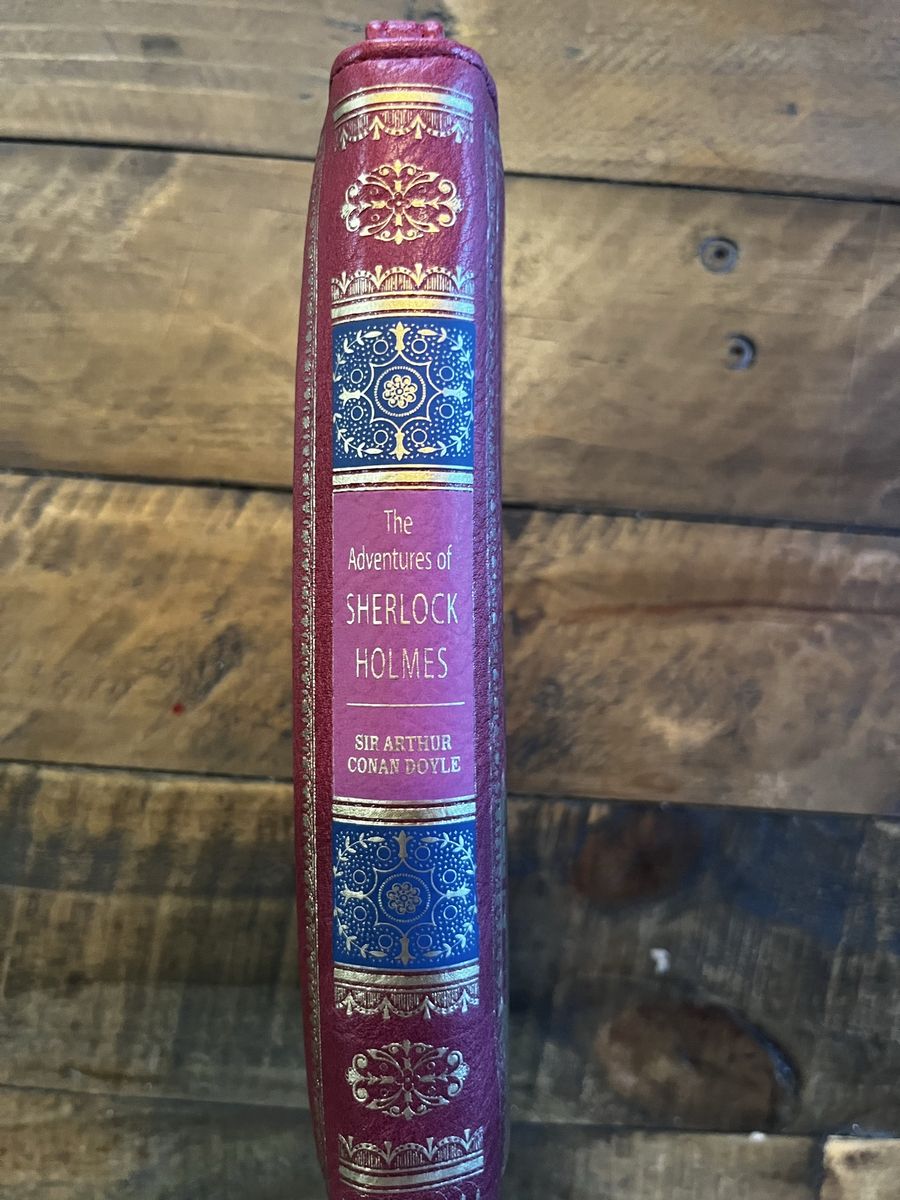 The
Adventures of
SHERLOCK
HOLMES
SIR ARTHUR
CONAN DOYLE